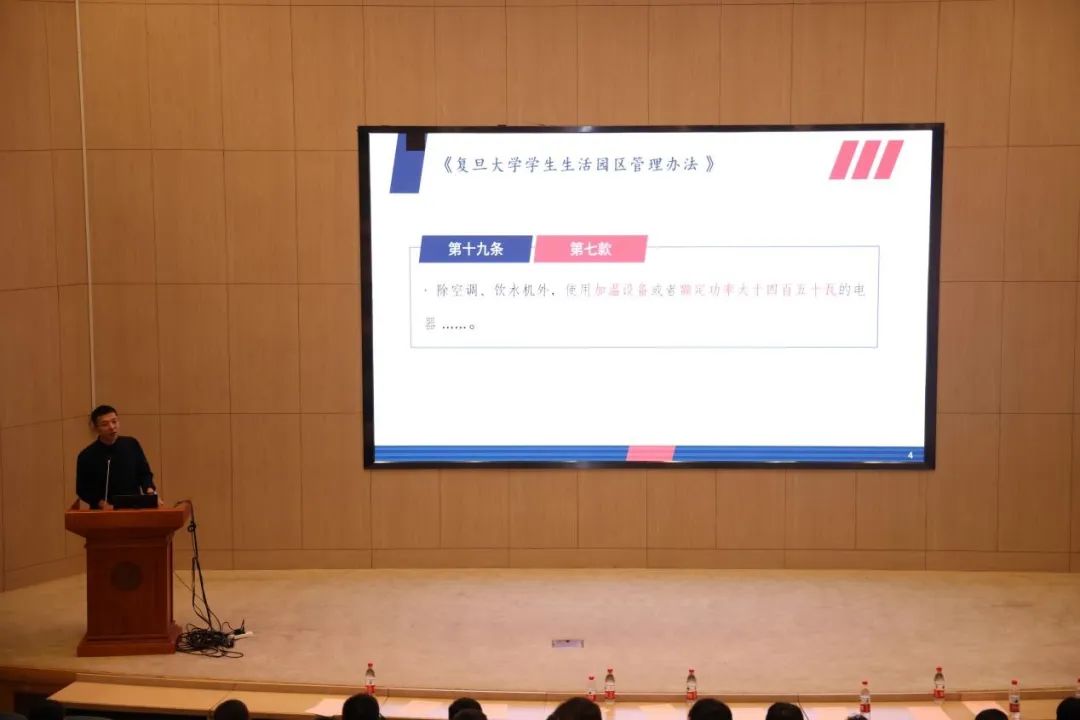 《复旦大学学生生活园区管理办法》
第十九条 第七款
· 除空调、饮水机外，使用加温设备或者额定功率大于四百五十瓦的电
器 ......。
4